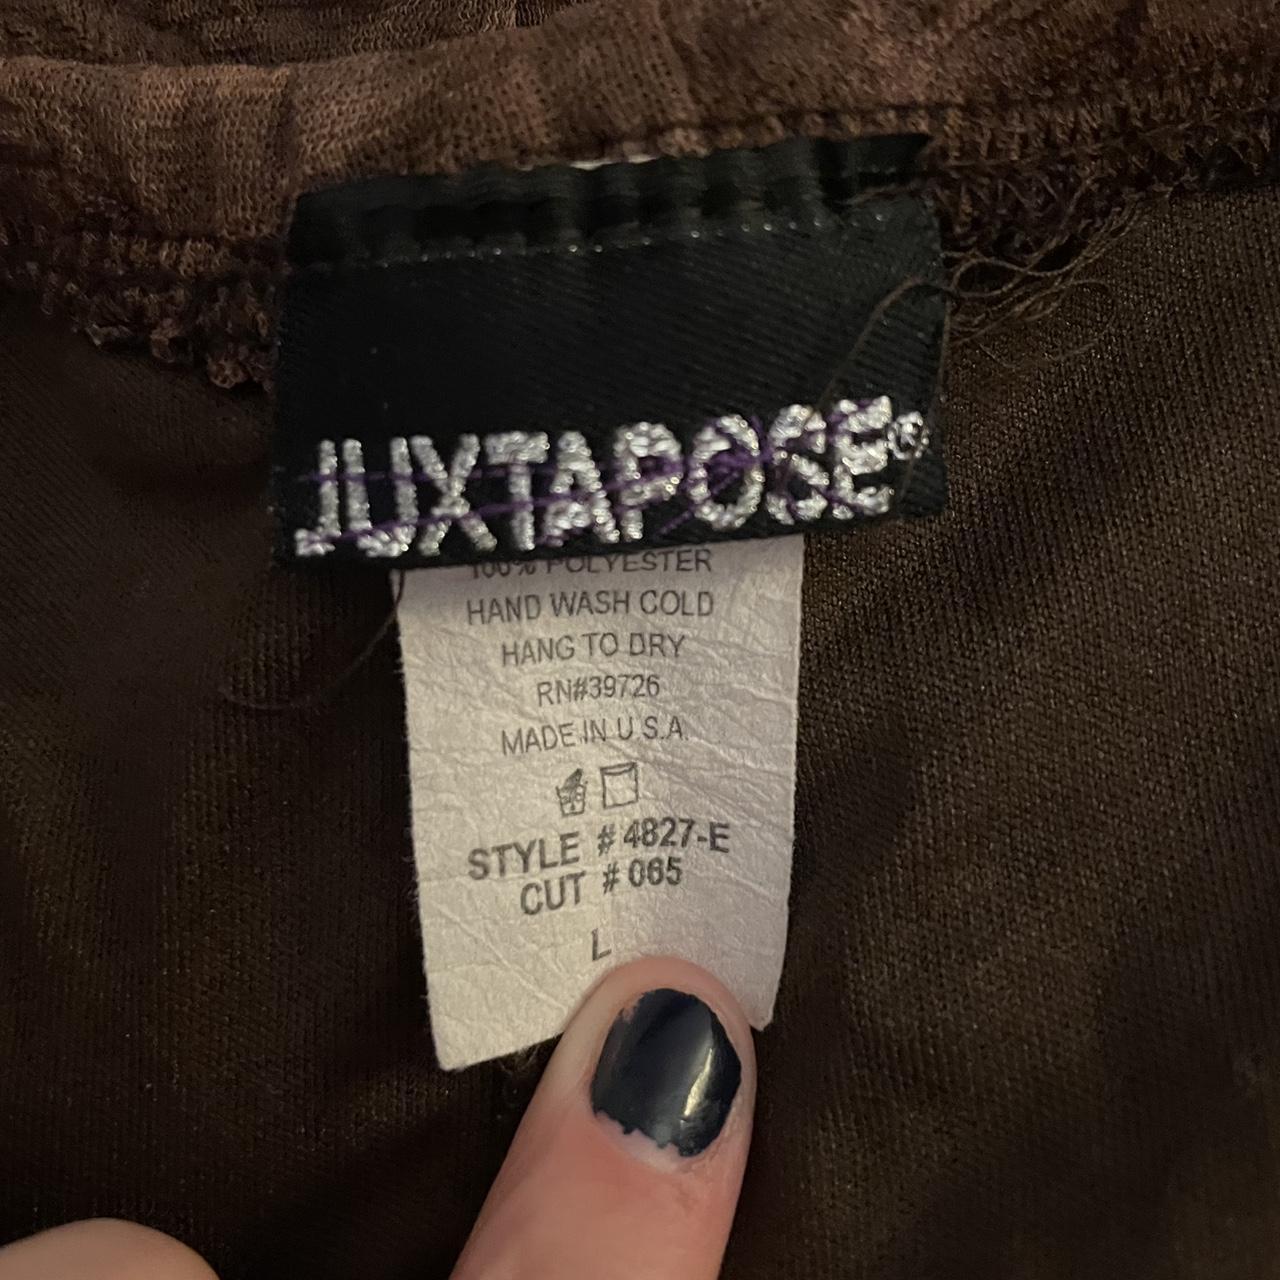 JUXTAPOSE®
100% POLYESTER
HAND WASH COLD
HANG TO DRY
RN#39726
MADE IN U.S.A.
STYLE # 4827-E
CUT # 065
L